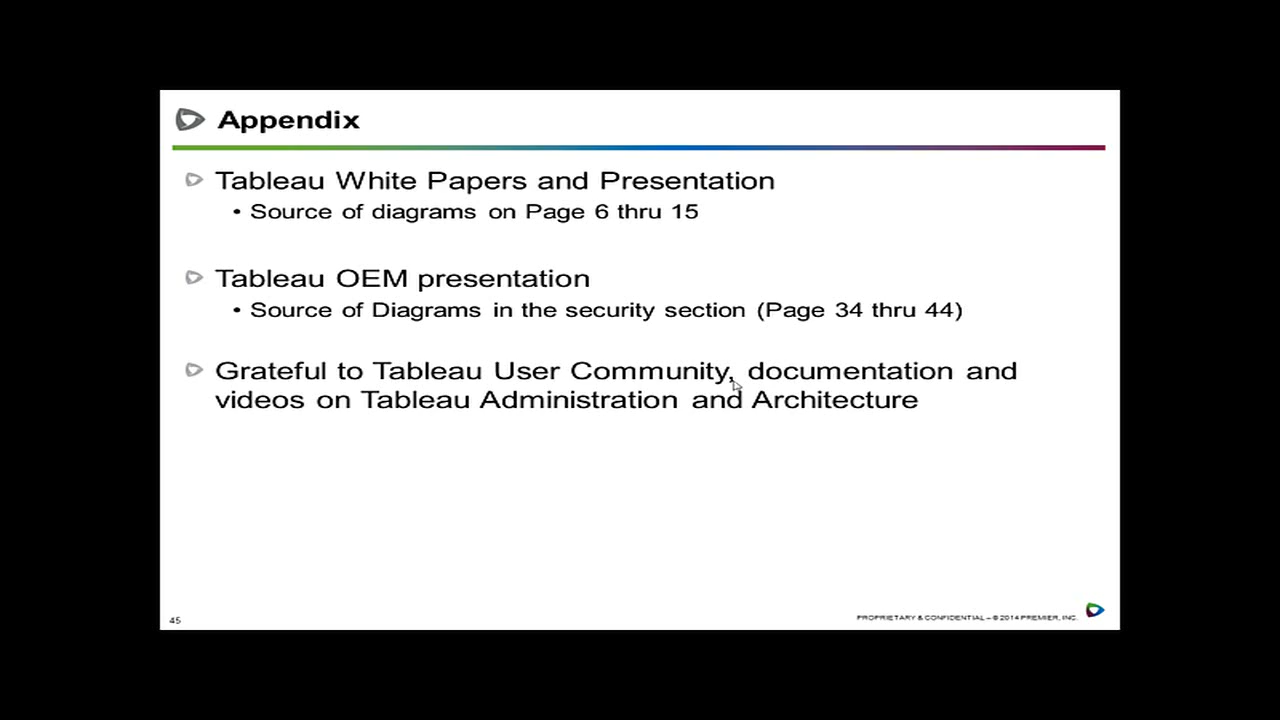 Appendix
Tableau White Papers and Presentation
• Source of diagrams on Page 6 thru 15
Tableau OEM presentation
• Source of Diagrams in the security section (Page 34 thru 44)
Grateful to Tableau User Community, documentation and
videos on Tableau Administration and Architecture
45
PROPRIETARY & CONFIDENTIAL – © 2014 PREMIER, INC.